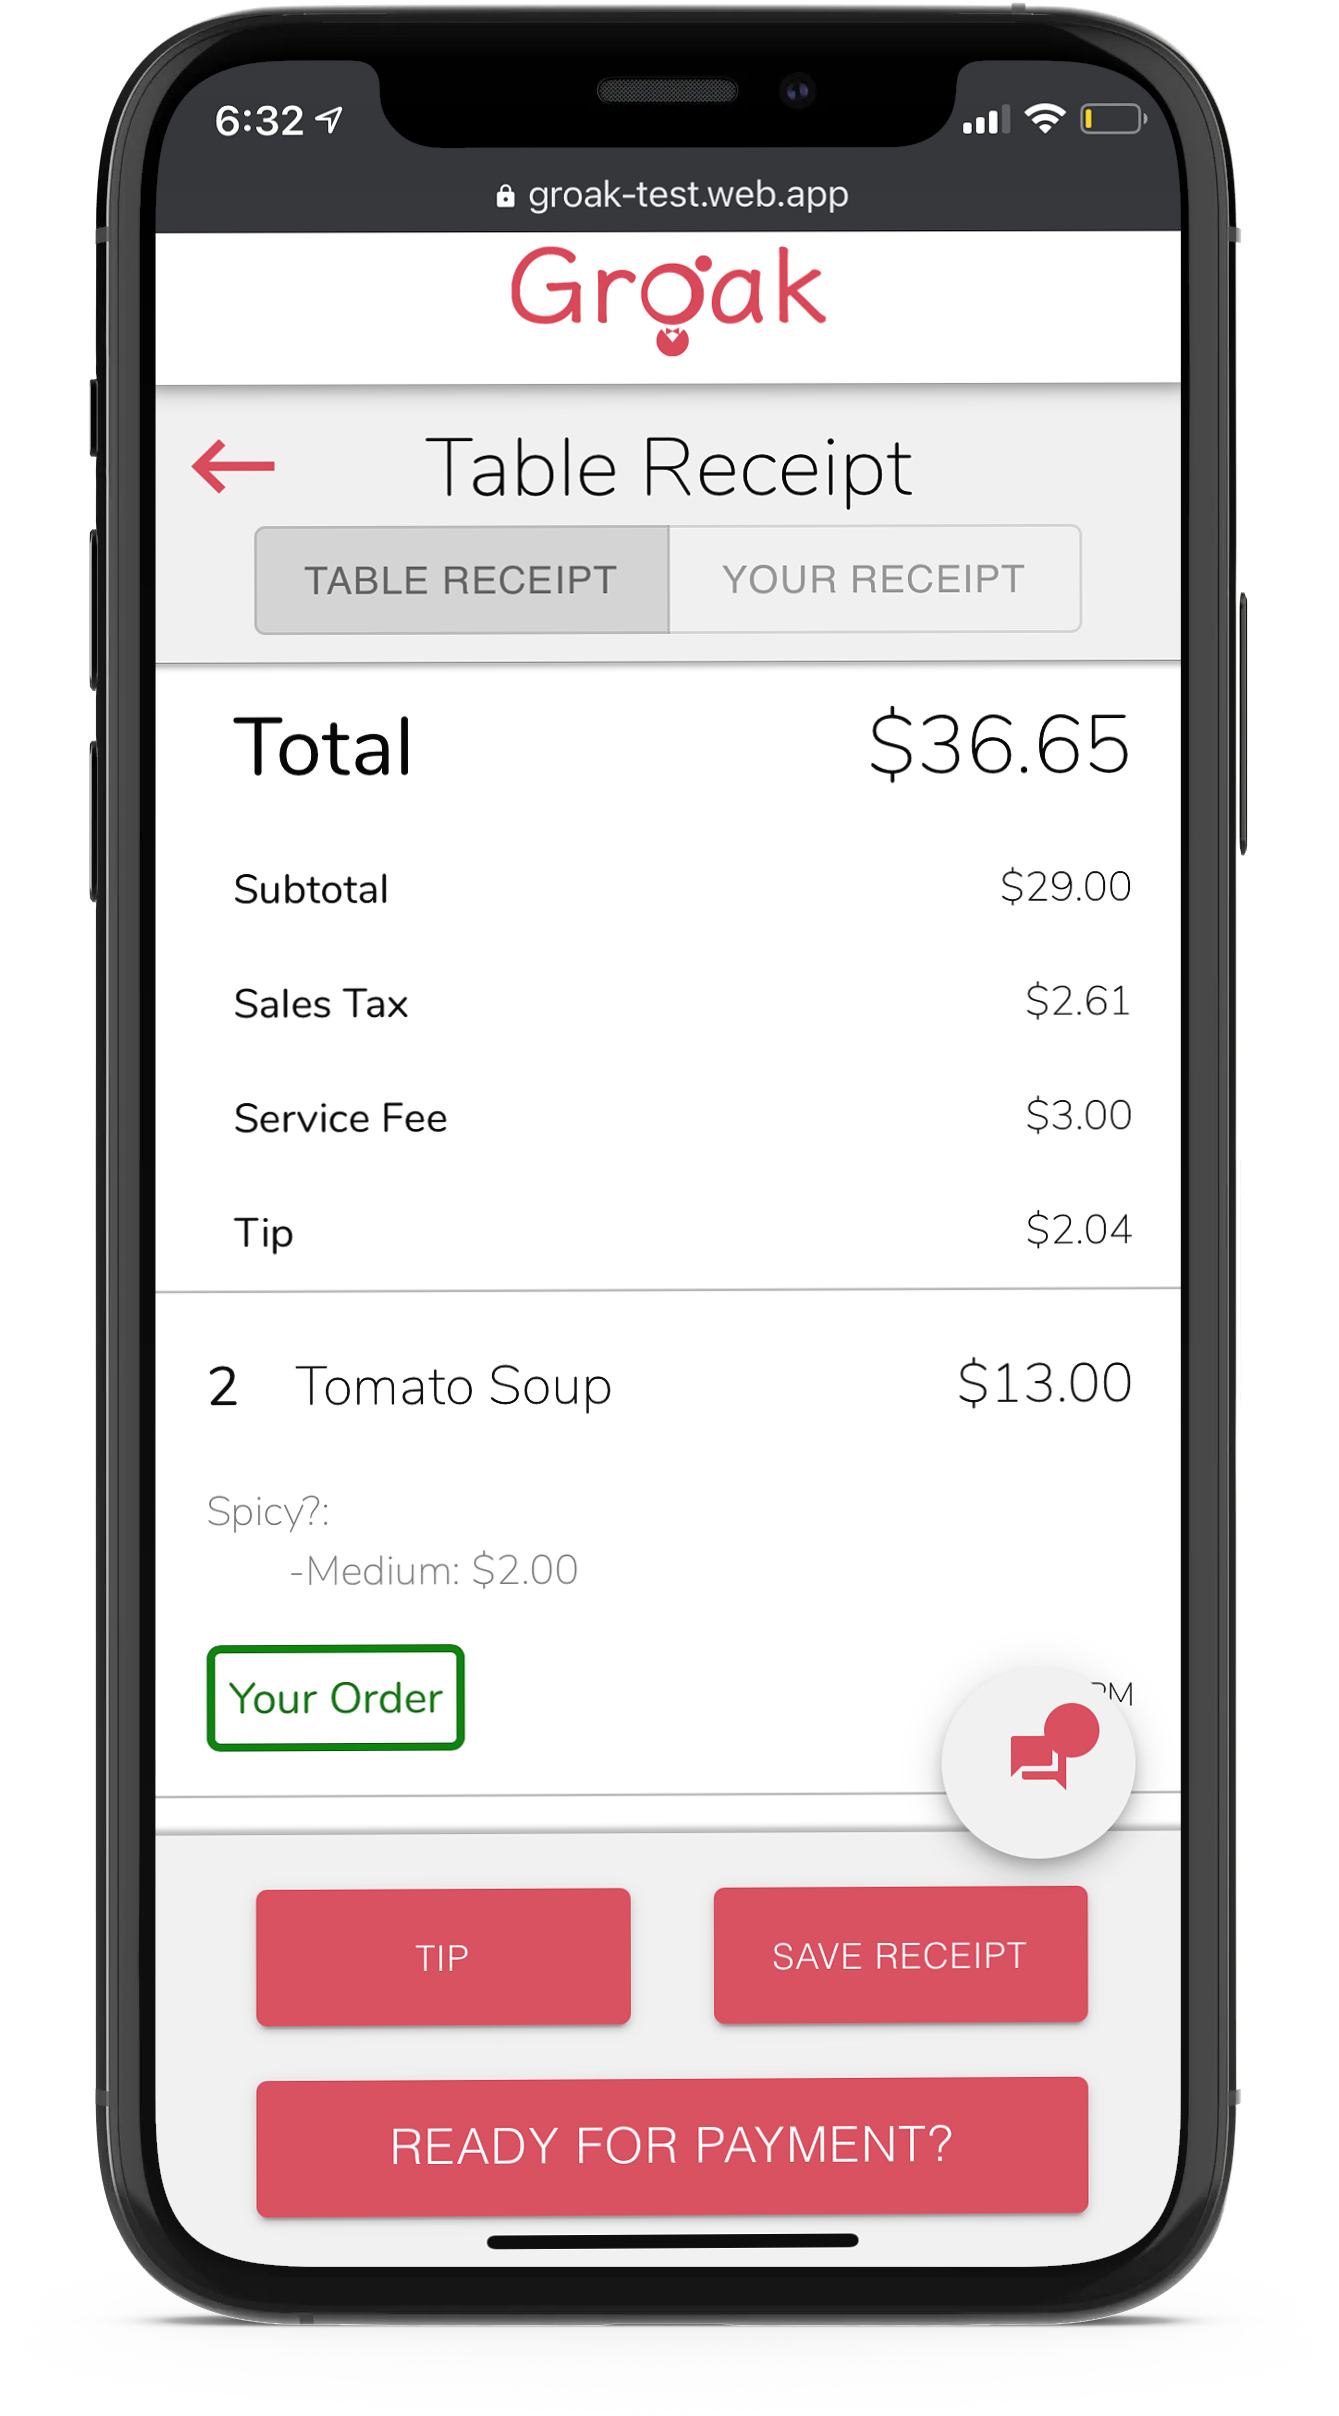 6:32
groak-test.web.app
Groak
Table Receipt
TABLE RECEIPT YOUR RECEIPT
Total $36.65
Subtotal $29.00
Sales Tax $2.61
Service Fee $3.00
Tip $2.04
2 Tomato Soup $13.00
Spicy?:
-Medium: $2.00
Your Order PM
TIP SAVE RECEIPT
READY FOR PAYMENT?